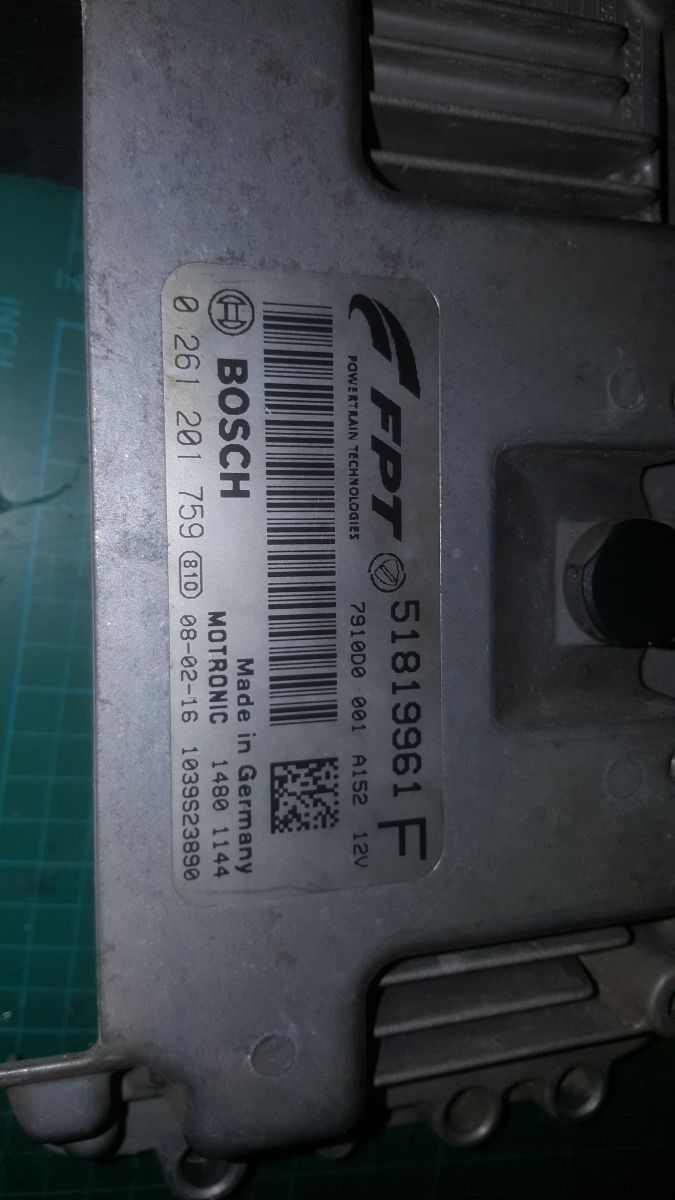 FPT
POWERTRAIN TECHNOLOGIES
51819961 F
7910D0 001 A152 12V
BOSCH
Made in Germany
MOTRONIC 1480 1144
0 261 201 759 810 08-02-16 1039S23890